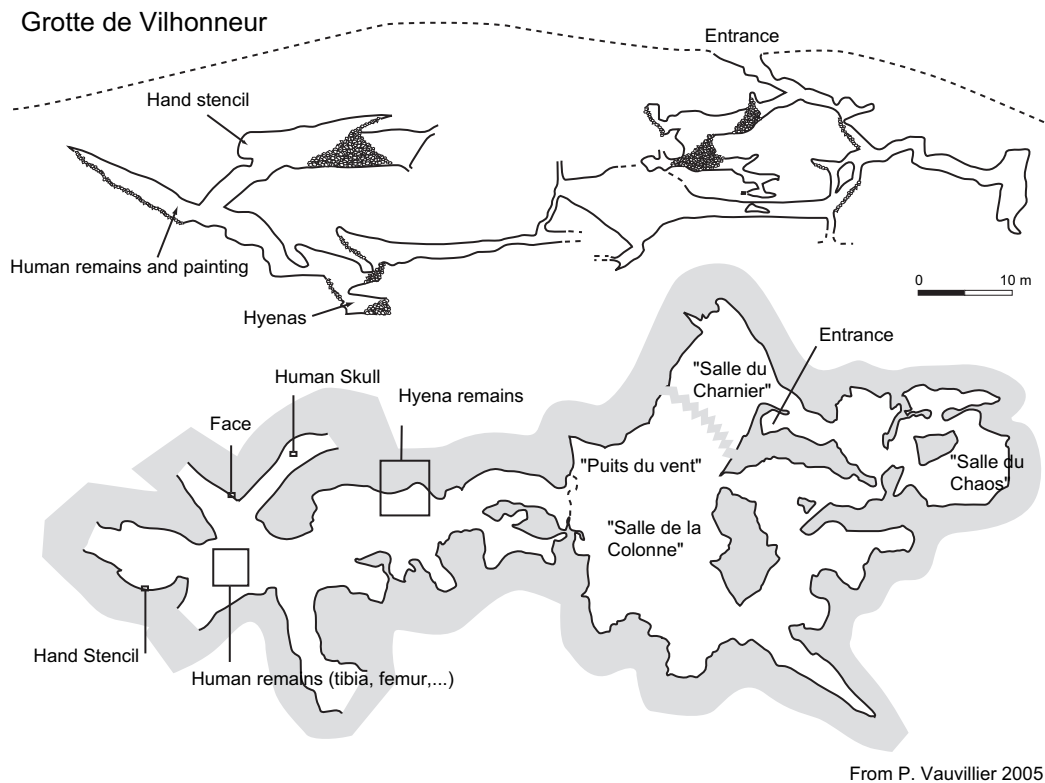 Grotte de Vilhonneur
Entrance
Hand stencil
Human remains and painting
Hyenas
0 10 m
Entrance
"Salle du
Charnier"
Human Skull
Hyena remains
Face
"Puits du vent"
"Salle du
Chaos"
"Salle de la
Colonne"
Hand Stencil
Human remains (tibia, femur,...)
From P. Vauvillier 2005